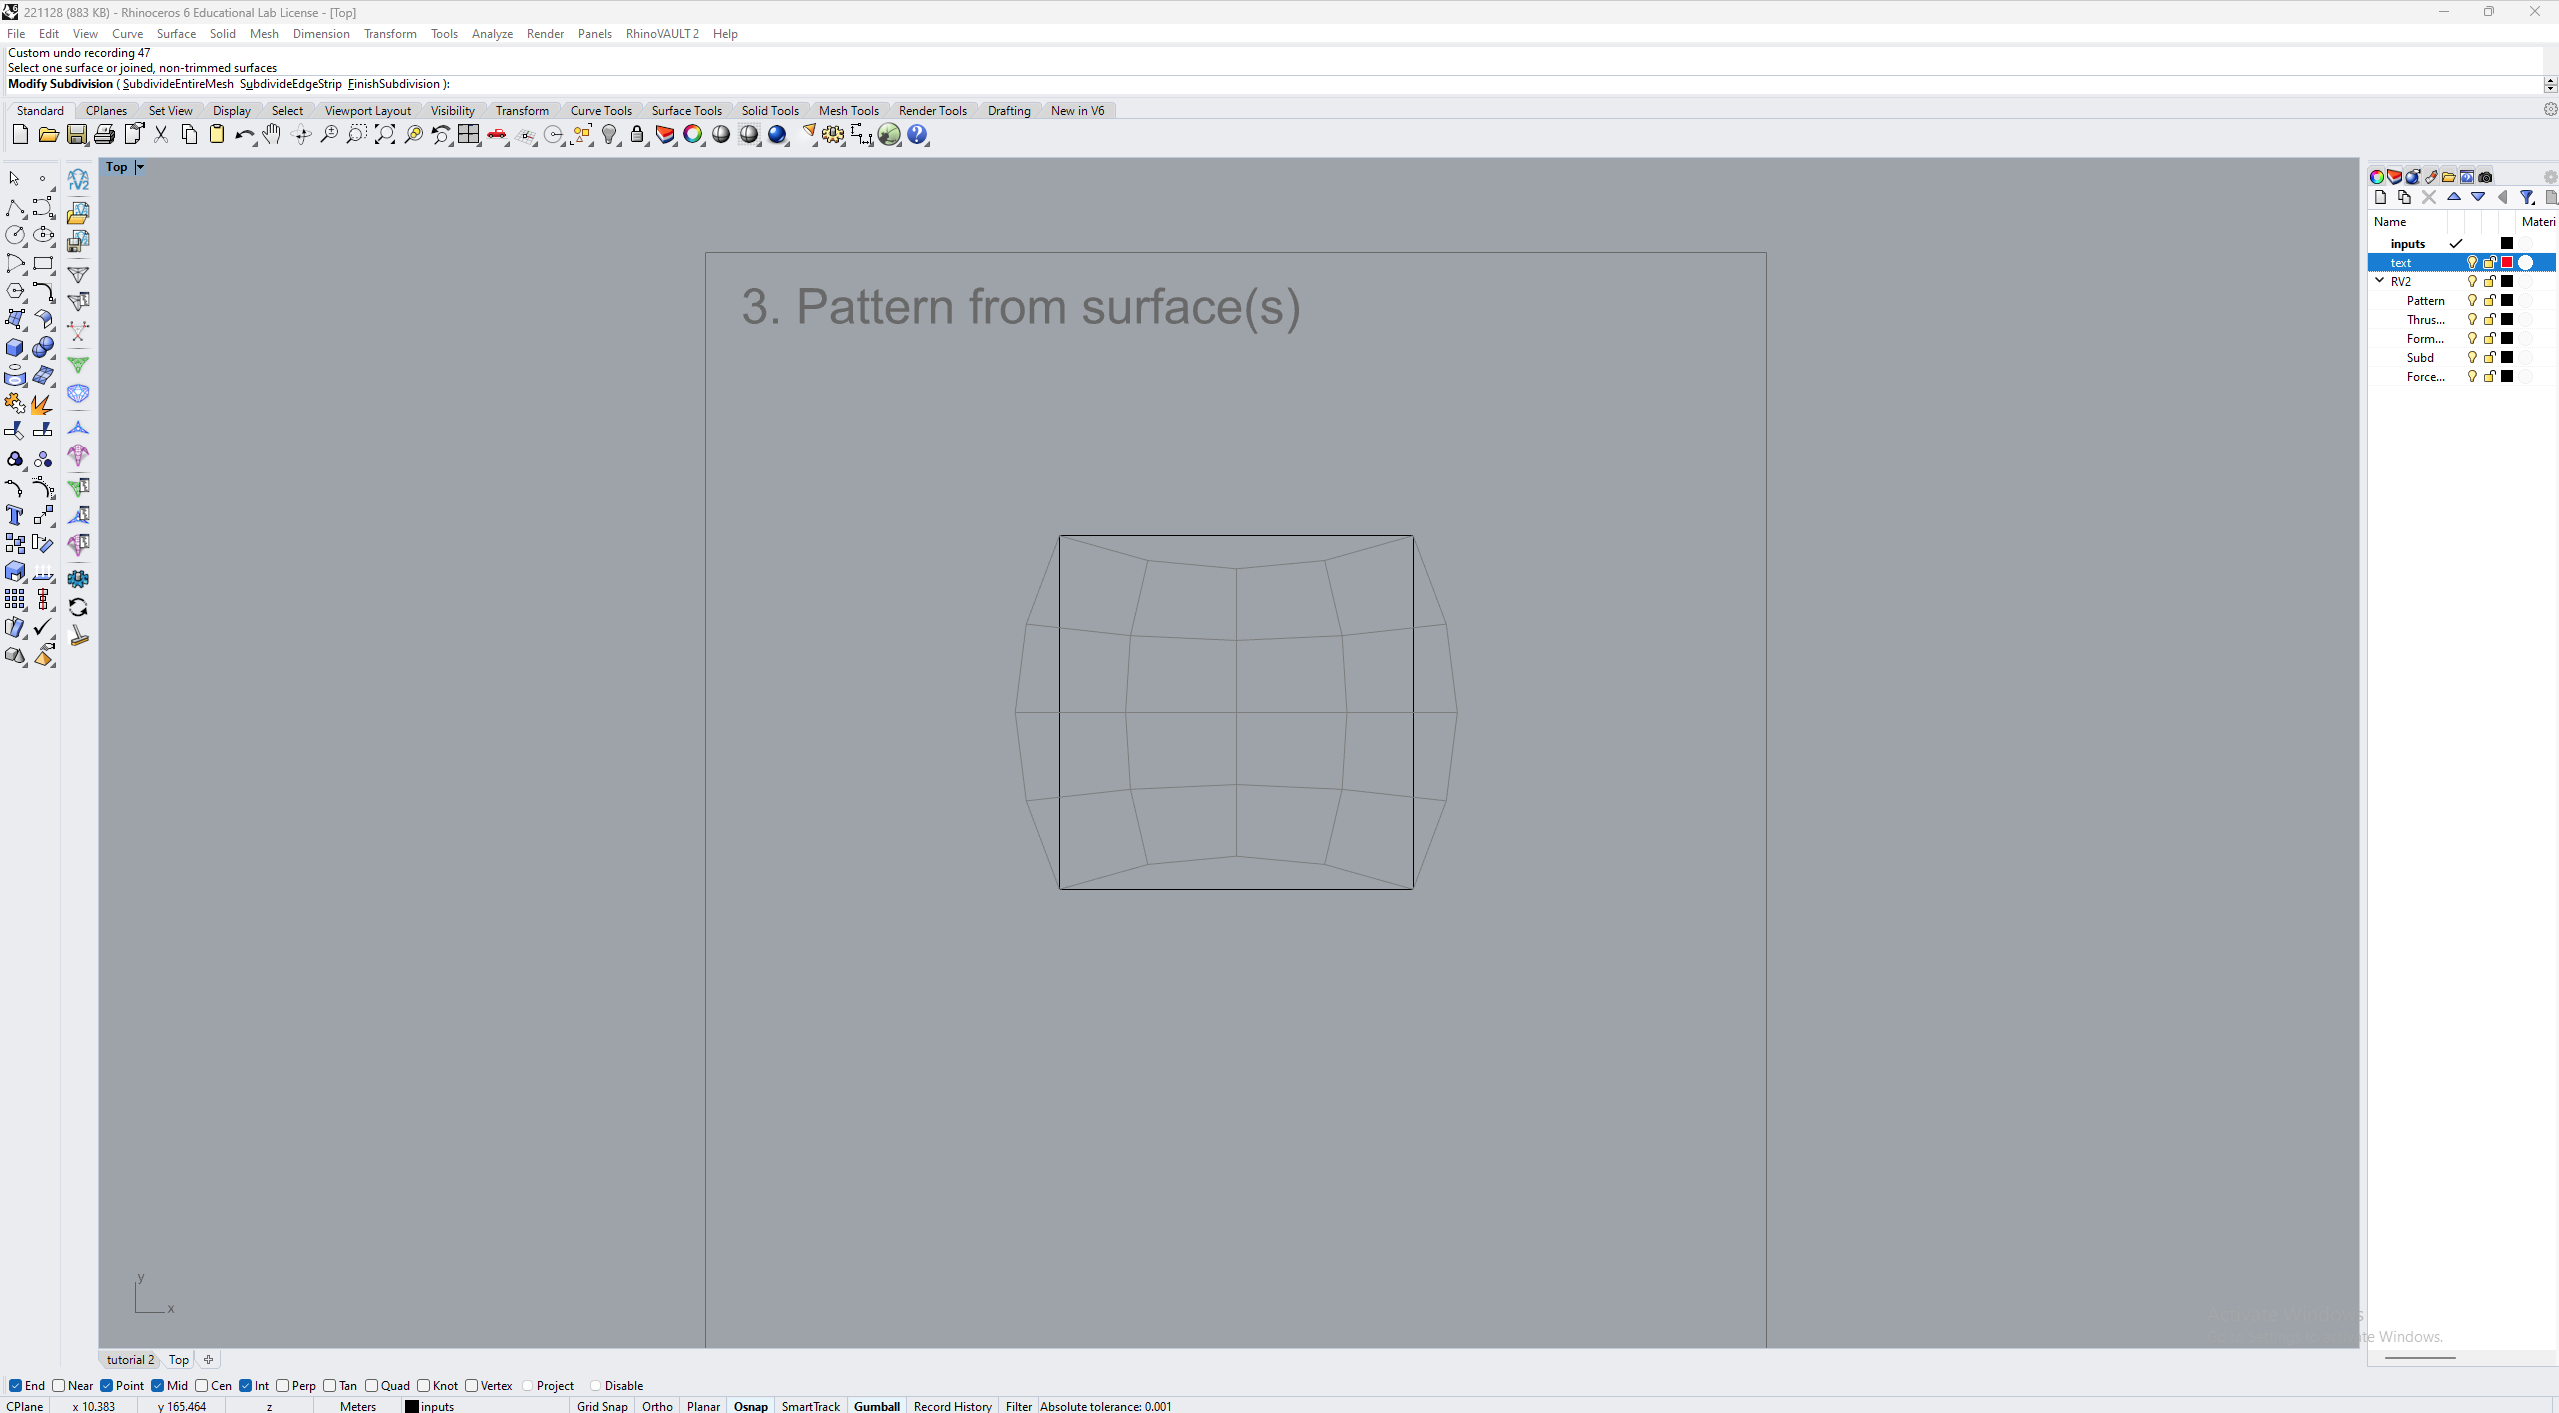 221128 (883 KB) - Rhinoceros 6 Educational Lab License - [Top]
File Edit View Curve Surface Solid Mesh Dimension Transform Tools Analyze Render Panels RhinoVAULT 2 Help
Custom undo recording 47
Select one surface or joined, non-trimmed surfaces
Modify Subdivision ( SubdivideEntireMesh SubdivideEdgeStrip FinishSubdivision ):
Standard CPlanes Set View Display Select Viewport Layout Visibility Transform Curve Tools Surface Tools Solid Tools Mesh Tools Render Tools Drafting New in V6
Top
Name Materi
inputs
text
RV2
Pattern
Thrus...
Form...
Subd
Force...
3. Pattern from surface(s)
y
x
Activate Windows
te Windows.
tutorial 2 Top
End Near Point Mid Cen Int Perp Tan Quad Knot Vertex Project Disable
CPlane x 10.383 y 165.464 z Meters inputs Grid Snap Ortho Planar Osnap SmartTrack Gumball Record History Filter Absolute tolerance: 0.001